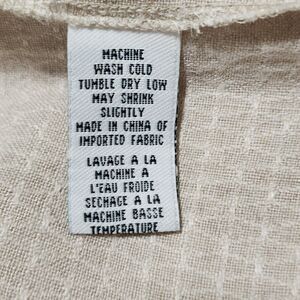 MACHINE
WASH COLD
TUMBLE DRY LOW
MAY SHRINK
SLIGHTLY
MADE IN CHINA OF
IMPORTED FABRIC
LAVAGE A LA
MACHINE A
L'EAU FROIDE
SECHAGE A LA
MACHINE BASSE
TEMPERATURE